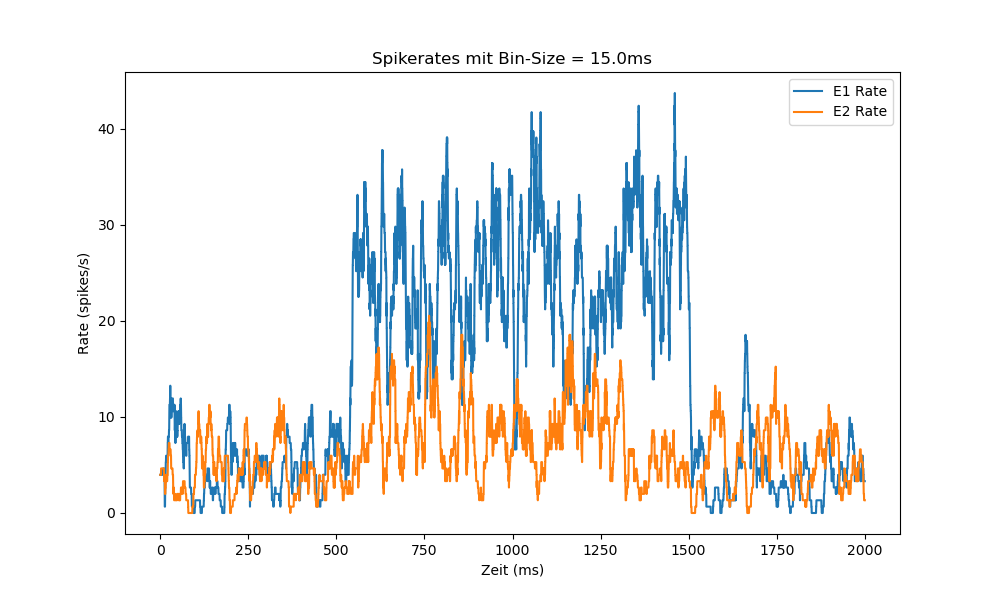 Spikerates mit Bin-Size = 15.0ms
E1 Rate
E2 Rate
Rate (spikes/s)
40
30
20
10
0
0 250 500 750 1000 1250 1500 1750 2000
Zeit (ms)